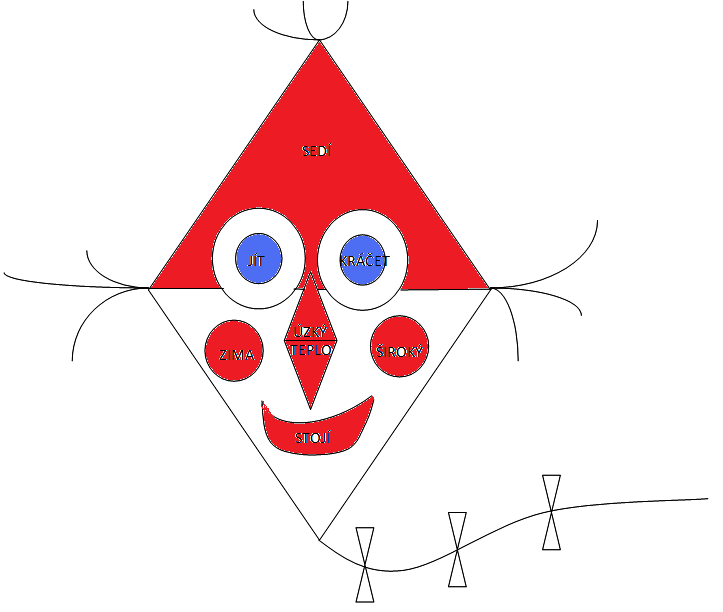 SEDÍ
JÍT
KRÁČET
ÚZKÝ
ZIMA
TEPLO
ŠIROKÝ
STOJÍ